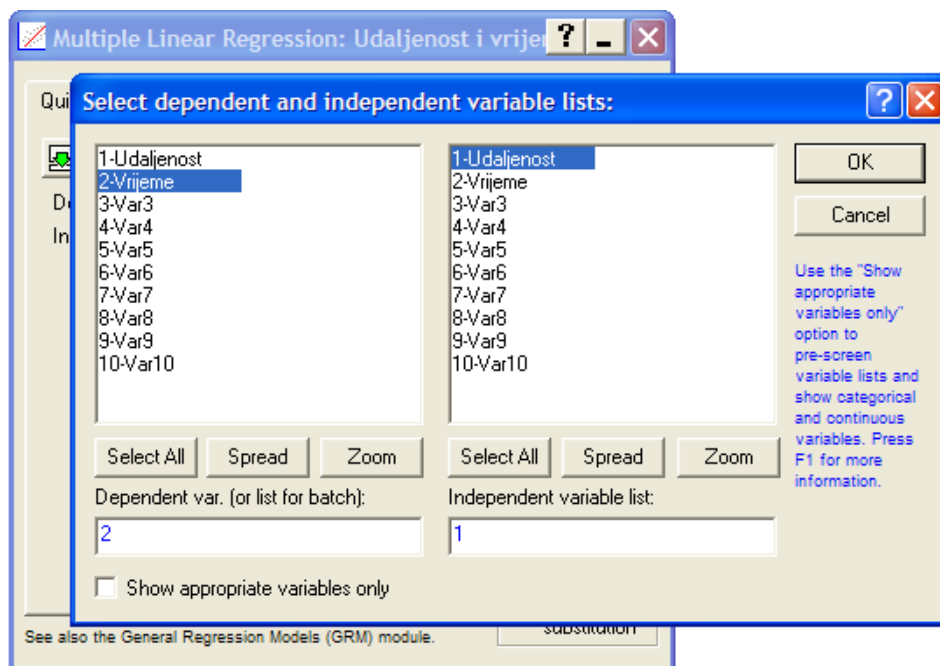 Multiple Linear Regression: Udaljenost i
Select dependent and independent variable lists:
1-Udaljenost
2-Vrijeme
3-Var3
4-Var4
5-Var5
6-Var6
7-Var7
8-Var8
9-Var9
10-Var10
Select All Spread Zoom
Dependent var. (or list for batch):
2
1-Udaljenost
2-Vrijeme
3-Var3
4-Var4
5-Var5
6-Var6
7-Var7
8-Var8
9-Var9
10-Var10
Select All Spread Zoom
Independent variable list:
1
Show appropriate variables only
OK
Cancel
Use the "Show
appropriate
variables only"
option to
pre-screen
variable lists and
show categorical
and continuous
variables. Press
F1 for more
information.
See also the General Regression Models (GRM) module.
substitution